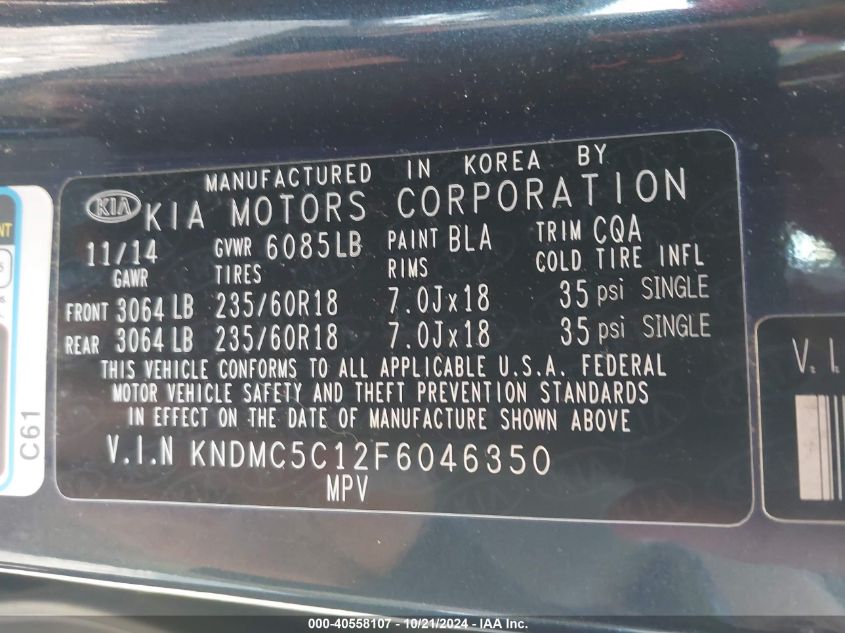 MANUFACTURED IN KOREA BY
KIA KIA MOTORS CORPORATION
11/14 GVWR 6085LB PAINT BLA TRIM CQA
GAWR TIRES RIMS COLD TIRE INFL
FRONT 3064 LB 235/60R18 7.0Jx18 35 psi SINGLE
REAR 3064 LB 235/60R18 7.0Jx18 35 psi SINGLE
THIS VEHICLE CONFORMS TO ALL APPLICABLE U.S.A. FEDERAL
MOTOR VEHICLE SAFETY AND THEFT PREVENTION STANDARDS
IN EFFECT ON THE DATE OF MANUFACTURE SHOWN ABOVE
V.I.N KNDMC5C12F6046350
MPV
C61
V.I.
000-40558107 - 10/21/2024 - IAA Inc.